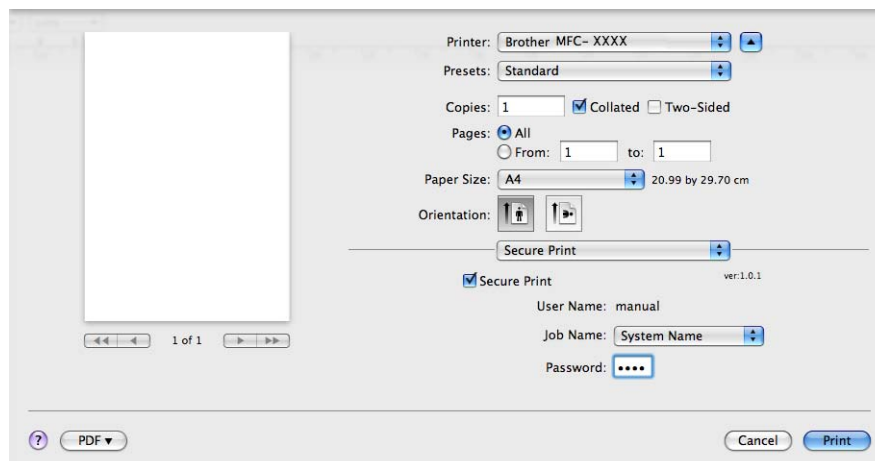 Printer: Brother MFC- XXXX
Presets: Standard
Copies: 1 Collated Two-Sided
Pages: All
From: 1 to: 1
Paper Size: A4 20.99 by 29.70 cm
Orientation:
Secure Print
Secure Print ver:1.0.1
User Name: manual
Job Name: System Name
Password: ••••
1 of 1
? PDF ▾ Cancel Print